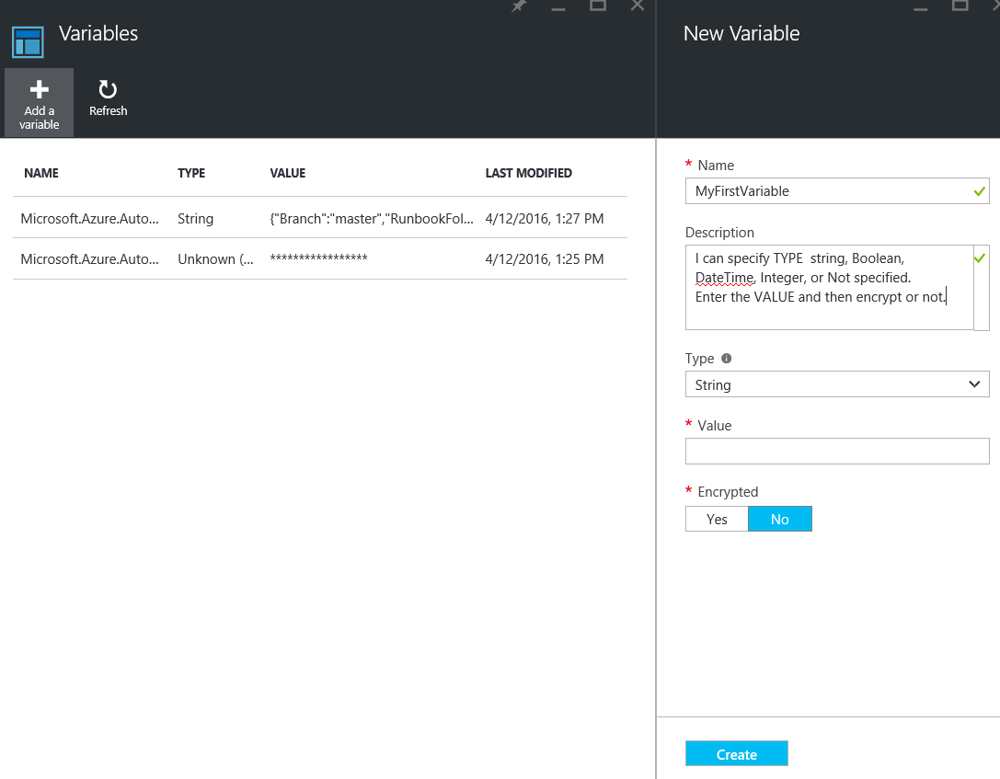 Variables
Add a
variable
Refresh
NAME TYPE VALUE LAST MODIFIED
Microsoft.Azure.Auto... String {"Branch":"master","RunbookFol... 4/12/2016, 1:27 PM
Microsoft.Azure.Auto... Unknown (... ***************** 4/12/2016, 1:25 PM
New Variable
* Name
MyFirstVariable
Description
I can specify TYPE  string, Boolean,
DateTime, Integer, or Not specified.
Enter the VALUE and then encrypt or not.
Type
String
* Value
* Encrypted
Yes No
Create